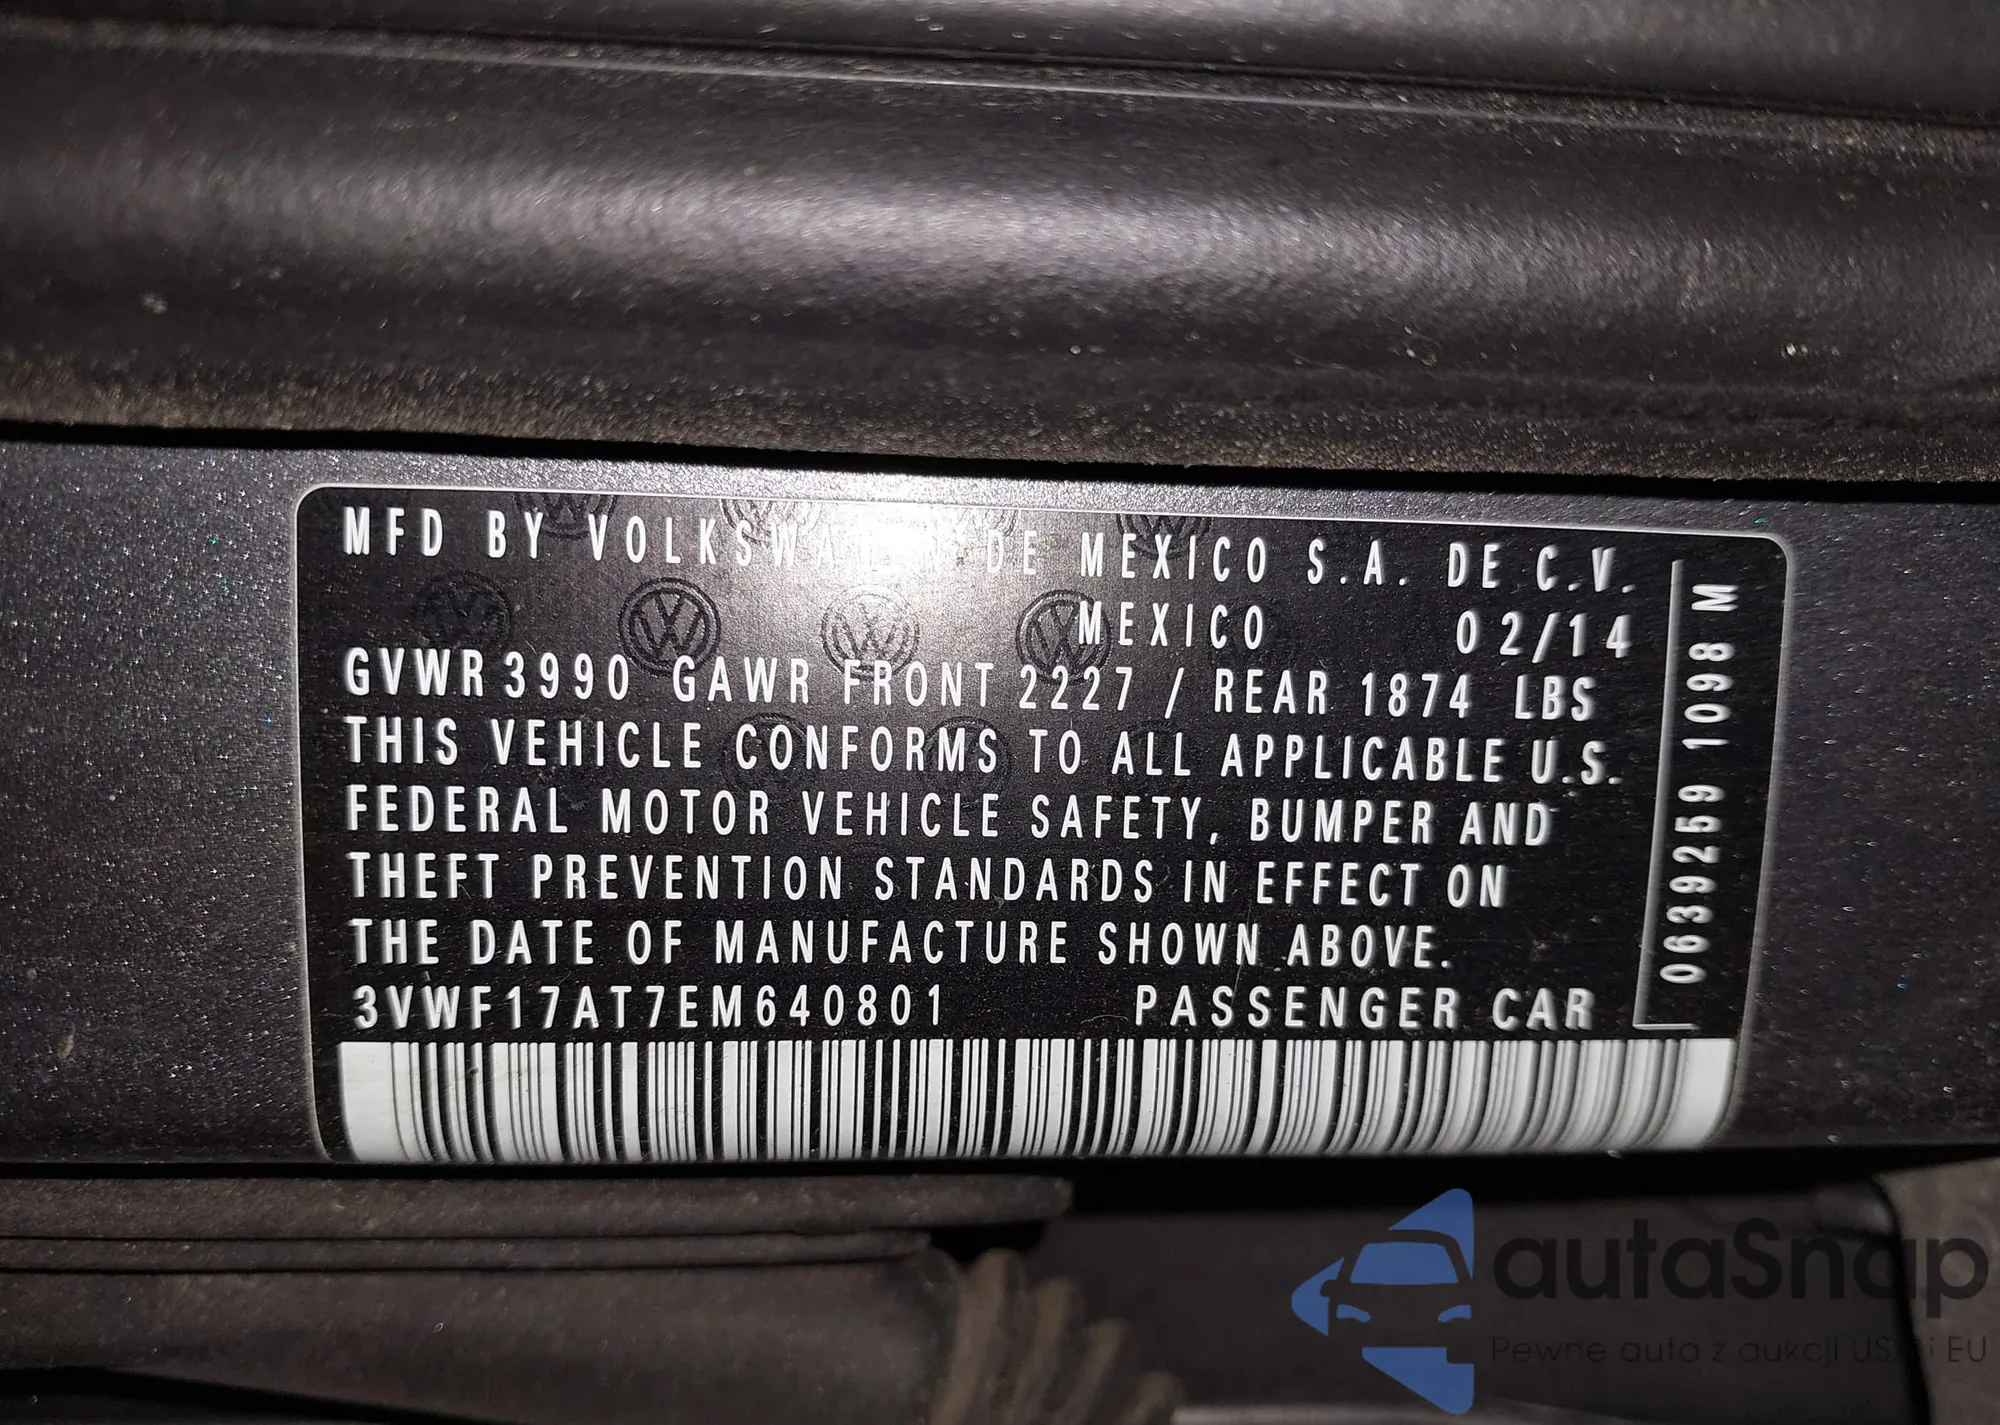 MFD BY VOLKSWAGEN DE MEXICO S.A. DE C.V.
MEXICO 02/14
GVWR 3990 GAWR FRONT 2227 / REAR 1874 LBS
THIS VEHICLE CONFORMS TO ALL APPLICABLE U.S.
FEDERAL MOTOR VEHICLE SAFETY, BUMPER AND
THEFT PREVENTION STANDARDS IN EFFECT ON
THE DATE OF MANUFACTURE SHOWN ABOVE.
3VWF17AT7EM640801 PASSENGER CAR
0639259 1098 M
autaSnap
Pewne auta z aukcji USA i EU